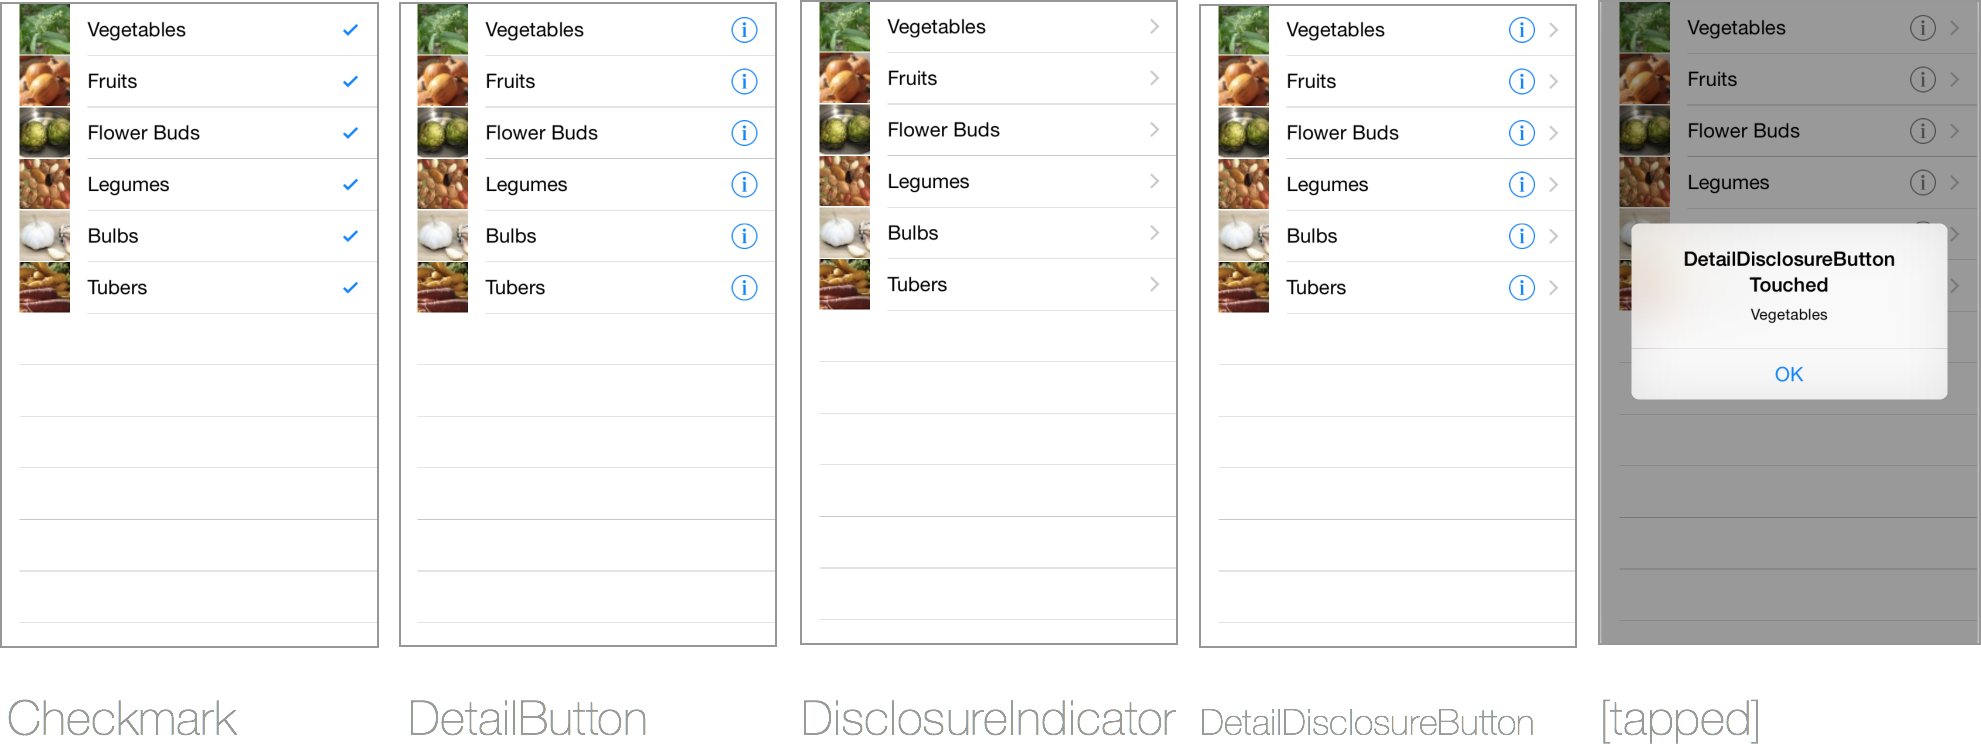 Vegetables
Fruits
Flower Buds
Legumes
Bulbs
Tubers
Checkmark
Vegetables
Fruits
Flower Buds
Legumes
Bulbs
Tubers
DetailButton
Vegetables
Fruits
Flower Buds
Legumes
Bulbs
Tubers
DisclosureIndicator
Vegetables
Fruits
Flower Buds
Legumes
Bulbs
Tubers
DetailDisclosureButton
Vegetables
Fruits
Flower Buds
Legumes
DetailDisclosureButton
Touched
Vegetables
OK
[tapped]